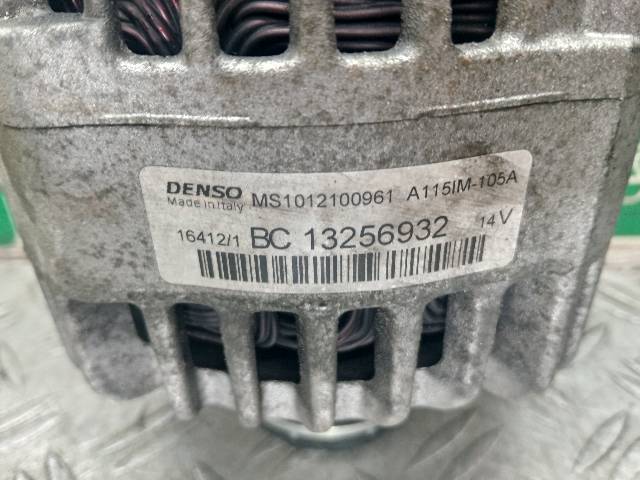 DENSO MS1012100961 A115IM-105A
Made in Italy
16412/1 BC 13256932 14V